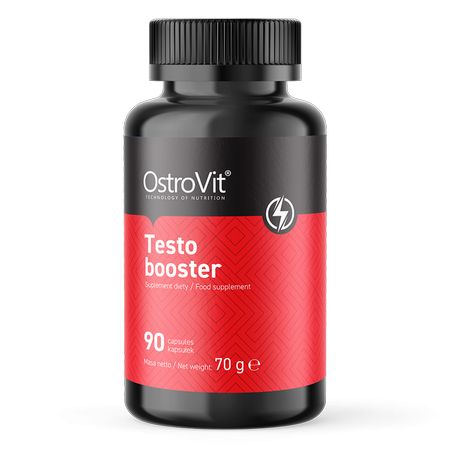 OstroVit®
TECHNOLOGY OF NUTRITION
Testo
booster
Suplement diety / Food supplement
90 capsules
kapsułek
Masa netto / Net weight: 70 g ℮